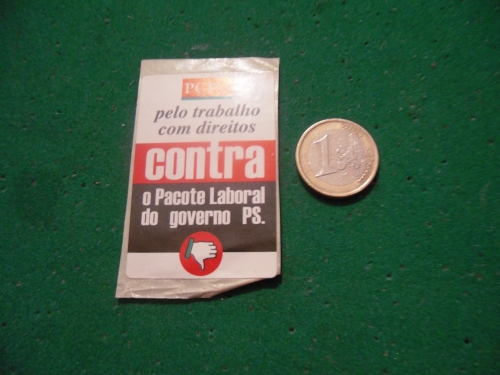 pelo trabalho
com direitos
contra
o Pacote Laboral
do governo PS.
1